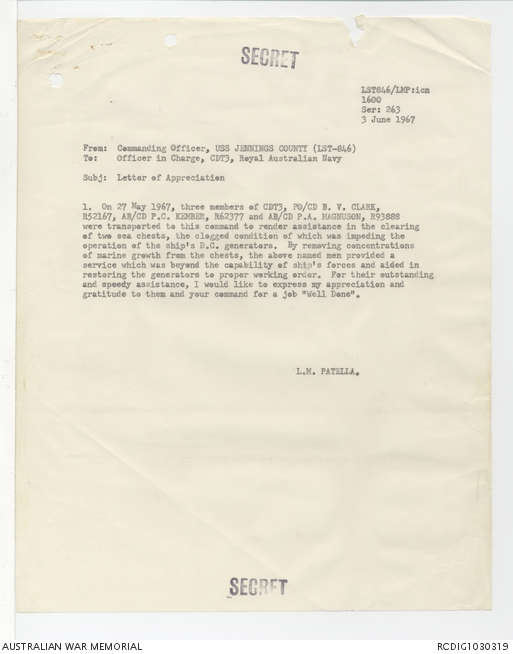 SECRET
LST846/LMP:icm
1600
Ser: 263
3 June 1967
From: Commanding Officer, USS JENNINGS COUNTY (LST-846)
To: Officer in Charge, CDT3, Royal Australian Navy
Subj: Letter of Appreciation
1. On 27 May 1967, three members of CDT3, PO/CD B. V. CLARK,
R52167, AB/CD P.C. KEMBER, R62377 and AB/CD P.A. MAGNUSON, R93888
were transported to this command to render assistance in the clearing
of two sea chests, the clogged condition of which was impeding the
operation of the ship's D.C. generators. By removing concentrations
of marine growth from the chests, the above named men provided a
service which was beyond the capability of ship's forces and aided in
restoring the generators to proper working order. For their outstanding
and speedy assistance, I would like to express my appreciation and
gratitude to them and your command for a job "Well Done".
L.M. PATELLA.
SECRET
AUSTRALIAN WAR MEMORIAL
RCDIG1030319